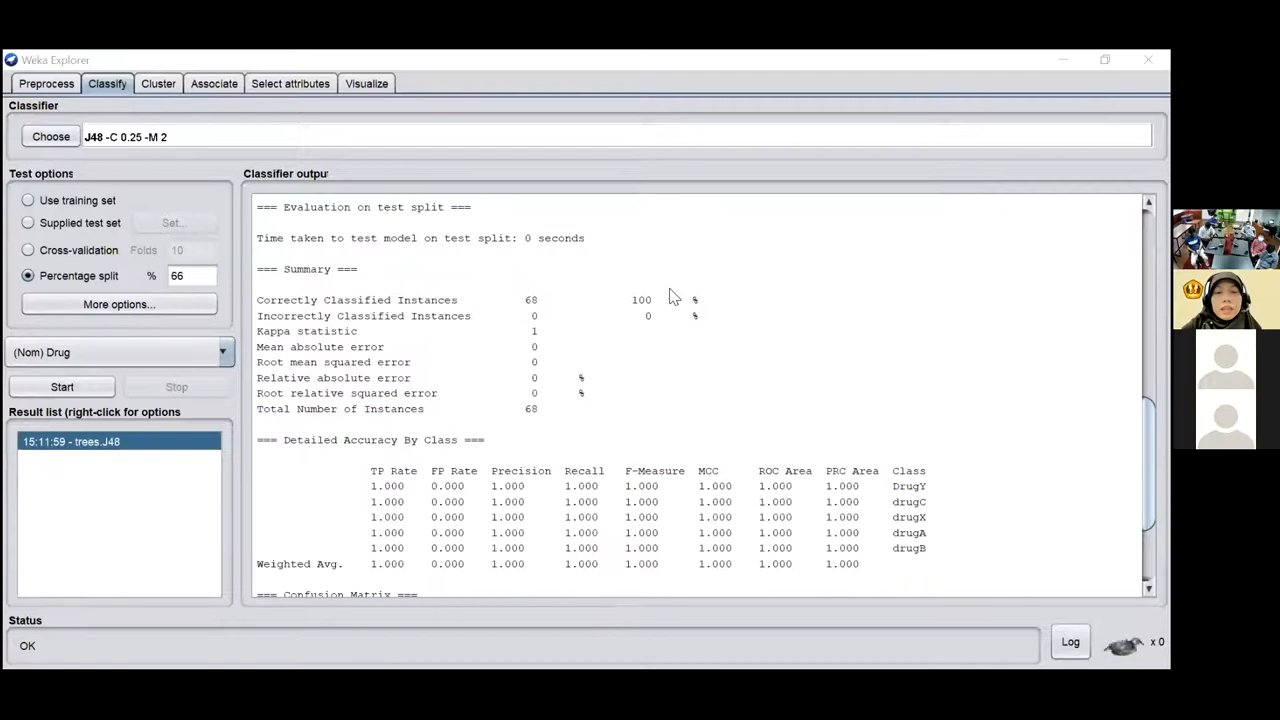 Weka Explorer
Preprocess Classify Cluster Associate Select attributes Visualize
Classifier
Choose J48 -C 0.25 -M 2
Test options
Use training set
Supplied test set Set...
Cross-validation Folds 10
Percentage split % 66
More options...
(Nom) Drug
Start Stop
Result list (right-click for options
15:11:59 - trees.J48
Classifier output
=== Evaluation on test split ===
Time taken to test model on test split: 0 seconds
=== Summary ===
Correctly Classified Instances 68 100 %
Incorrectly Classified Instances 0 0 %
Kappa statistic 1
Mean absolute error 0
Root mean squared error 0
Relative absolute error 0 %
Root relative squared error 0 %
Total Number of Instances 68
=== Detailed Accuracy By Class ===
TP Rate FP Rate Precision Recall F-Measure MCC ROC Area PRC Area Class
1.000 0.000 1.000 1.000 1.000 1.000 1.000 1.000 DrugY
1.000 0.000 1.000 1.000 1.000 1.000 1.000 1.000 drugC
1.000 0.000 1.000 1.000 1.000 1.000 1.000 1.000 drugX
1.000 0.000 1.000 1.000 1.000 1.000 1.000 1.000 drugA
1.000 0.000 1.000 1.000 1.000 1.000 1.000 1.000 drugB
Weighted Avg. 1.000 0.000 1.000 1.000 1.000 1.000 1.000 1.000
=== Confusion Matrix ===
Status
OK
Log
x 0